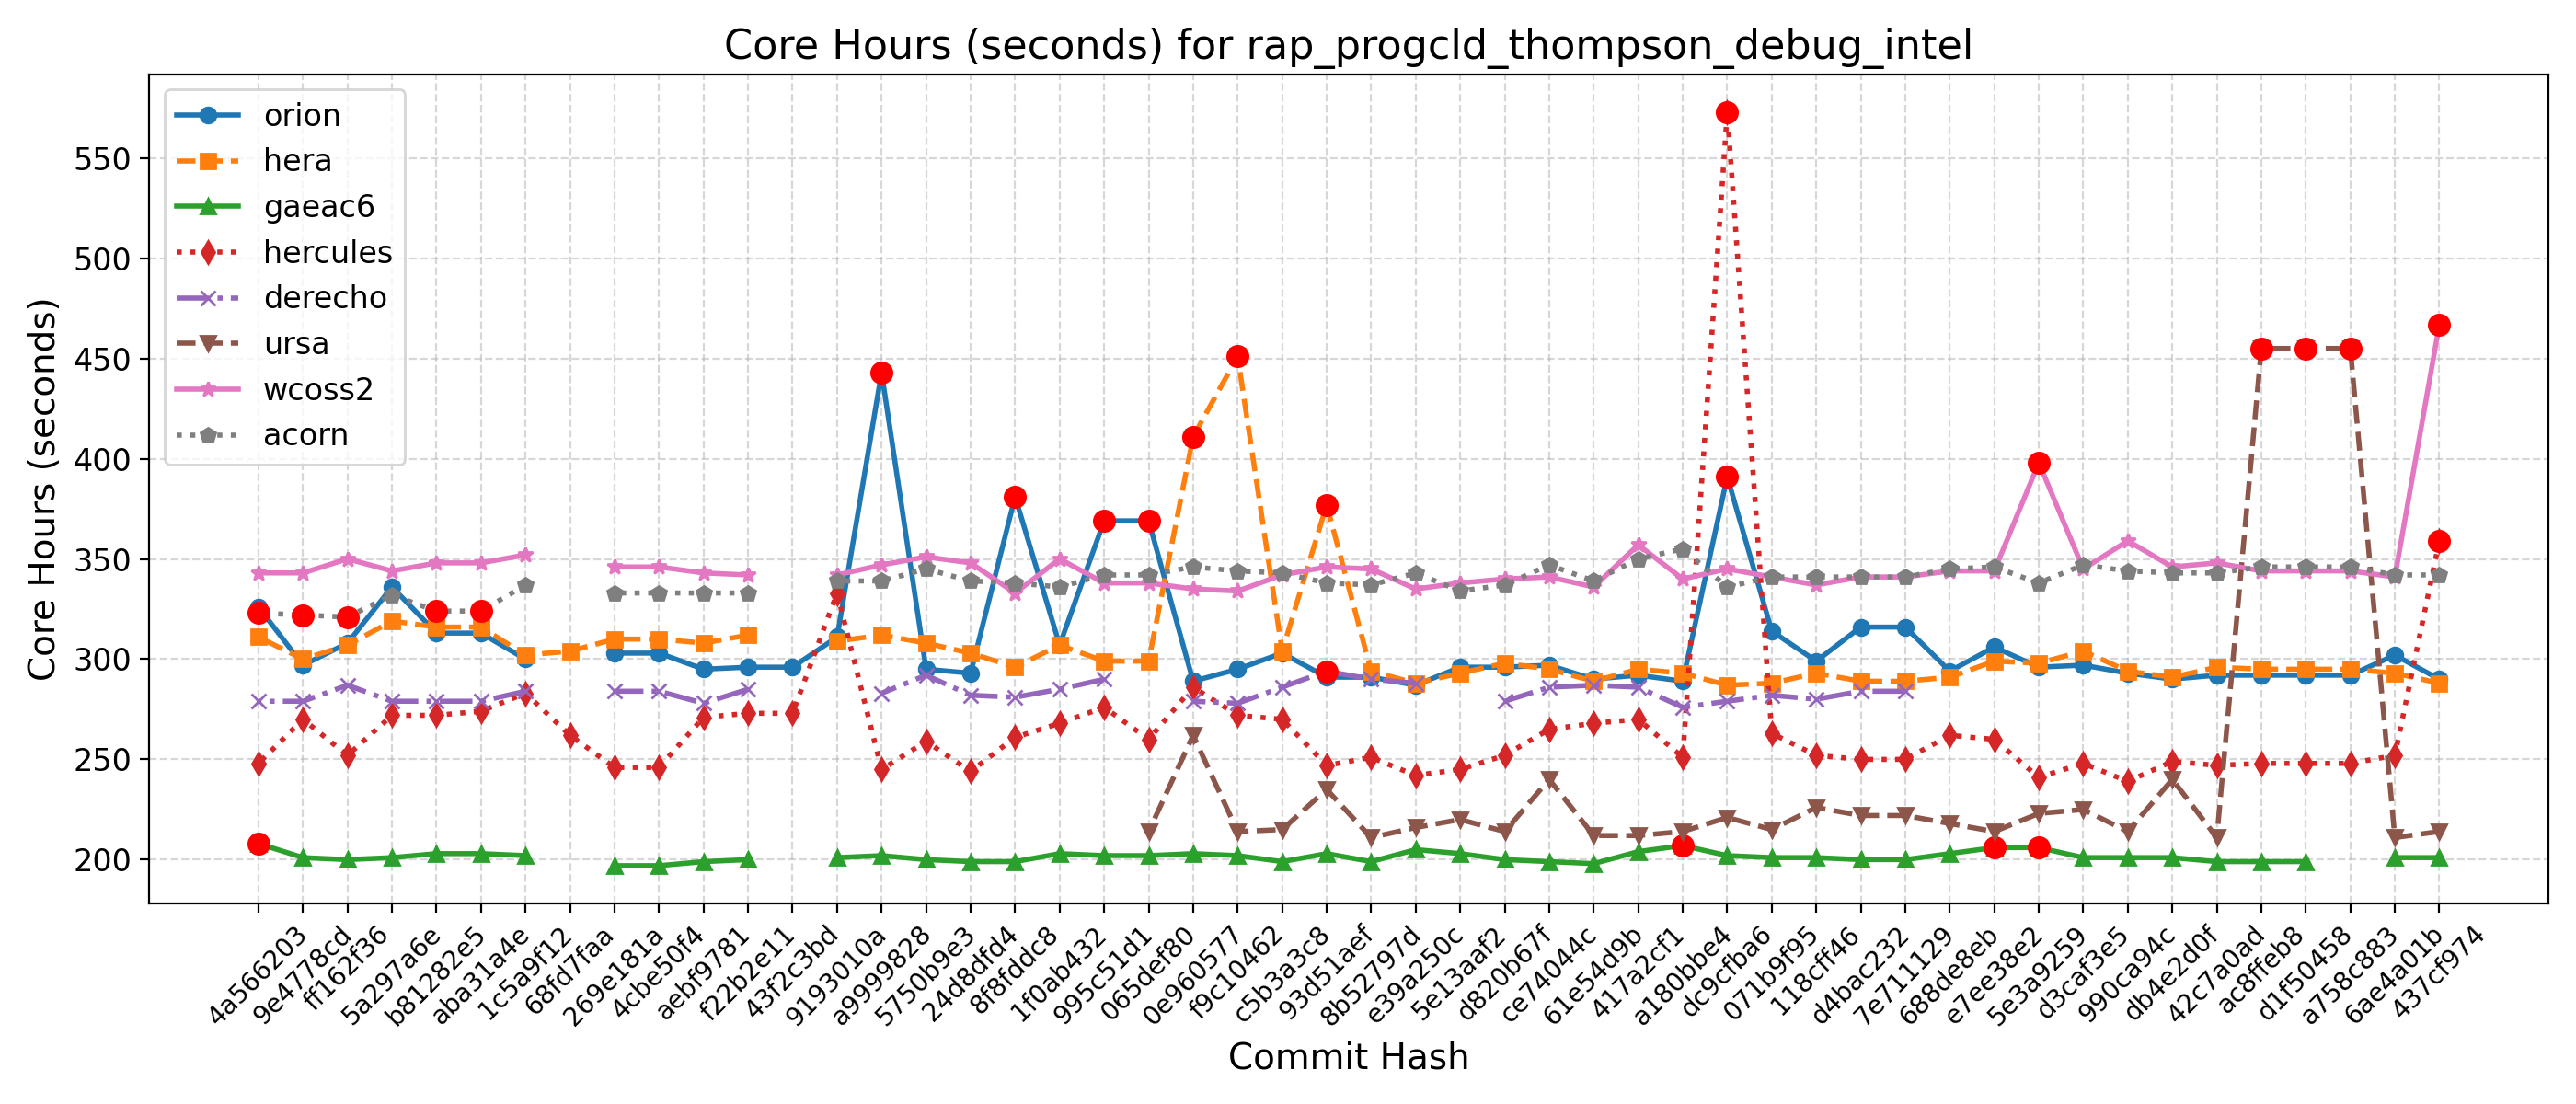 Core Hours (seconds) for rap_progcld_thompson_debug_intel
orion
hera
gaeac6
hercules
derecho
ursa
wcoss2
acorn
Core Hours (seconds)
550
500
450
400
350
300
250
200
4a566203
9e4778cd
ff162f36
5a297a6e
b81282e5
aba31a4e
1c5a9f12
68fd7faa
269e181a
4cbe50f4
aebf9781
f22b2e11
43f2c3bd
9193010a
a9999828
5750b9e3
24d8dfd4
8f8fddc8
1f0ab432
995c51d1
065def80
0e960577
f9c10462
c5b3a3c8
93d51aef
8b52797d
e39a250c
5e13aaf2
d820b67f
ce74044c
61e54d9b
417a2cf1
a180bbe4
dc9cfba6
071b9f95
118cff46
d4bac232
7e711129
688de8eb
e7ee38e2
5e3a9259
d3caf3e5
990ca94c
db4e2d0f
42c7a0ad
ac8ffeb8
d1f50458
a758c883
6ae4a01b
437cf974
Commit Hash